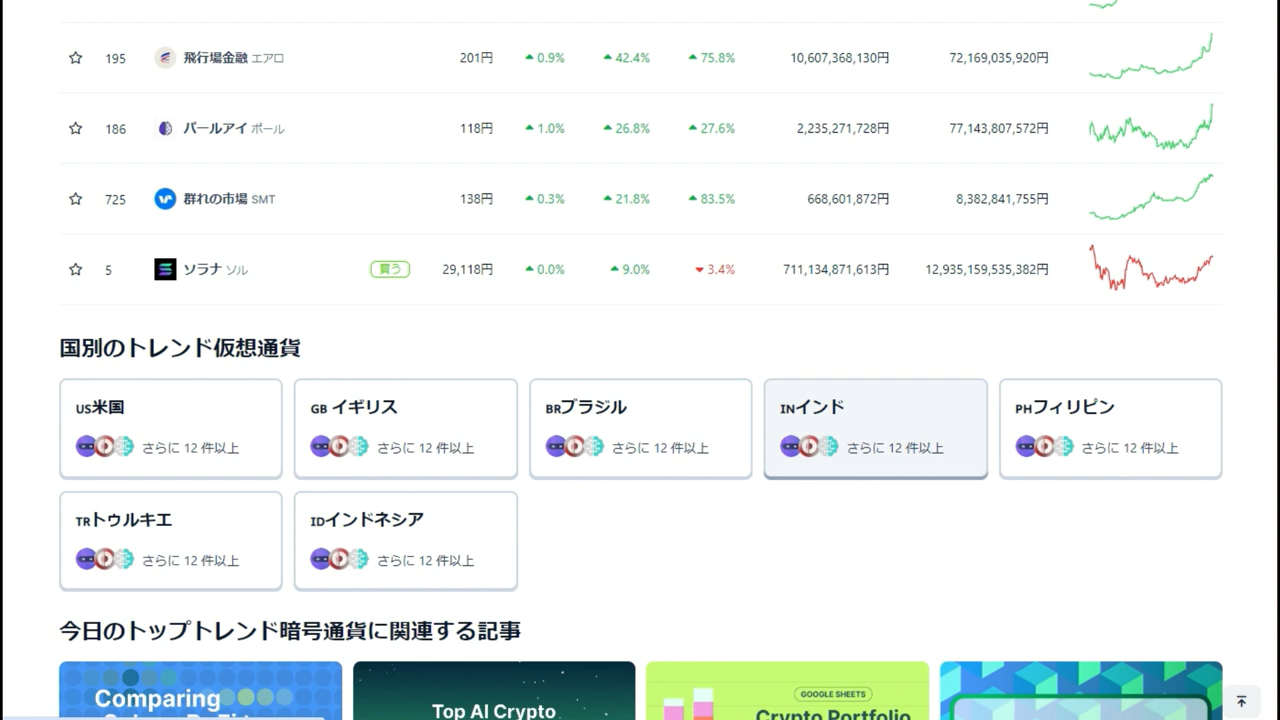 195 飛行場金融 エアロ 201円 0.9% 42.4% 75.8% 10,607,368,130円 72,169,035,920円
186 パールアイ ポール 118円 1.0% 26.8% 27.6% 2,235,271,728円 77,143,807,572円
725 群れの市場 SMT 138円 0.3% 21.8% 83.5% 668,601,872円 8,382,841,755円
5 ソラナ ソル 買う 29,118円 0.0% 9.0% 3.4% 711,134,871,613円 12,935,159,535,382円
国別のトレンド仮想通貨
US米国 GB イギリス BRブラジル INインド PHフィリピン
さらに 12 件以上 さらに 12 件以上 さらに 12 件以上 さらに 12 件以上 さらに 12 件以上
TRトゥルキエ IDインドネシア
さらに 12 件以上 さらに 12 件以上
今日のトップトレンド暗号通貨に関連する記事
GOOGLE SHEETS
Comparing Top AI Crypto Crypto Portfolio